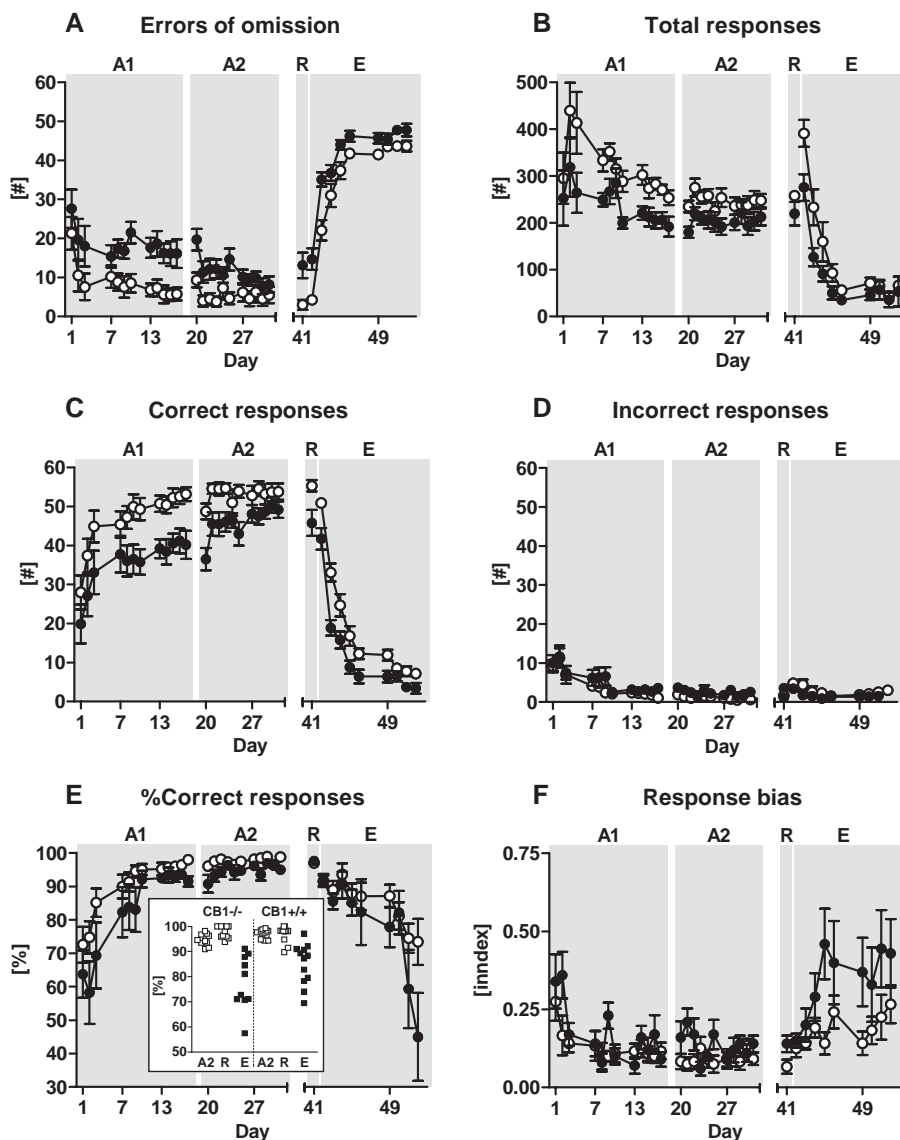 A Errors of omission
A1 A2 R E
60
50
40
30
20
10
0
[#]
1 7 13 20 27 41 49
Day
B Total responses
A1 A2 R E
500
400
300
200
100
0
[#]
1 7 13 20 27 41 49
Day
C Correct responses
A1 A2 R E
60
50
40
30
20
10
0
[#]
1 7 13 20 27 41 49
Day
D Incorrect responses
A1 A2 R E
60
50
40
30
20
10
0
[#]
1 7 13 20 27 41 49
Day
E %Correct responses
A1 A2 R E
100
90
80
70
60
50
40
30
[%]
CB1-/- CB1+/+
100
90
80
70
60
50
[%]
A2 R E A2 R E
1 7 13 20 27 41 49
Day
F Response bias
A1 A2 R E
0.75
0.50
0.25
0.00
[inndex]
1 7 13 20 27 41 49
Day